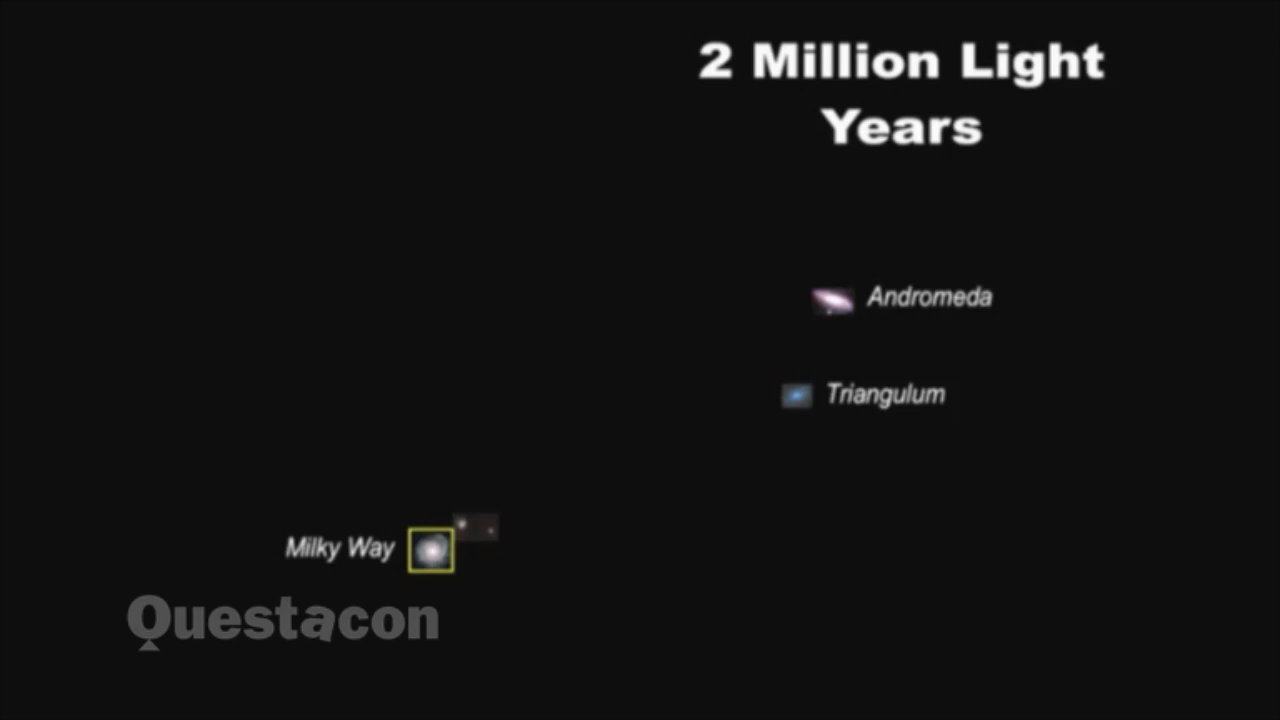 2 Million Light
Years
Andromeda
Triangulum
Milky Way
Questacon